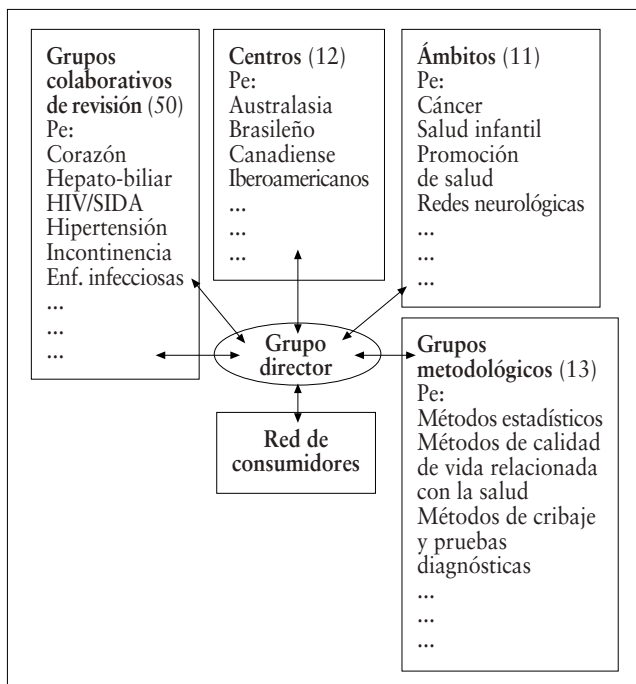 Grupos
colaborativos
de revisión (50)
Pe:
Corazón
Hepato-biliar
HIV/SIDA
Hipertensión
Incontinencia
Enf. infecciosas
...
...
...
Centros (12)
Pe:
Australasia
Brasileño
Canadiense
Iberoamericanos
...
...
...
Ámbitos (11)
Pe:
Cáncer
Salud infantil
Promoción
de salud
Redes neurológicas
...
...
...
Grupo
director
Red de
consumidores
Grupos
metodológicos (13)
Pe:
Métodos estadísticos
Métodos de calidad
de vida relacionada
con la salud
Métodos de cribaje
y pruebas
diagnósticas
...
...
...